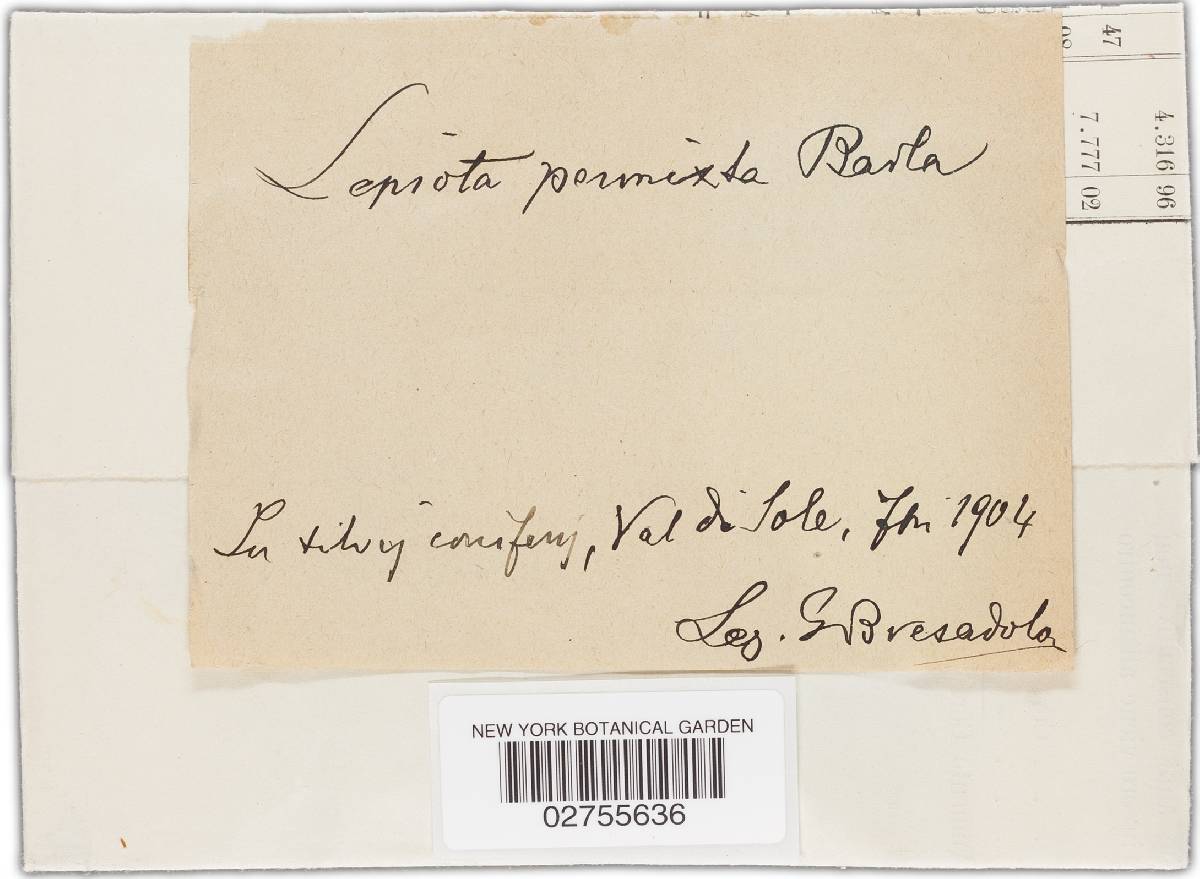 Lepiota permixta Barla
In silvis coniferis, Val di Sole, 7bri 1904
Leg. G Bresadola
NEW YORK BOTANICAL GARDEN
02755636
47
4.316 96
7.777 02